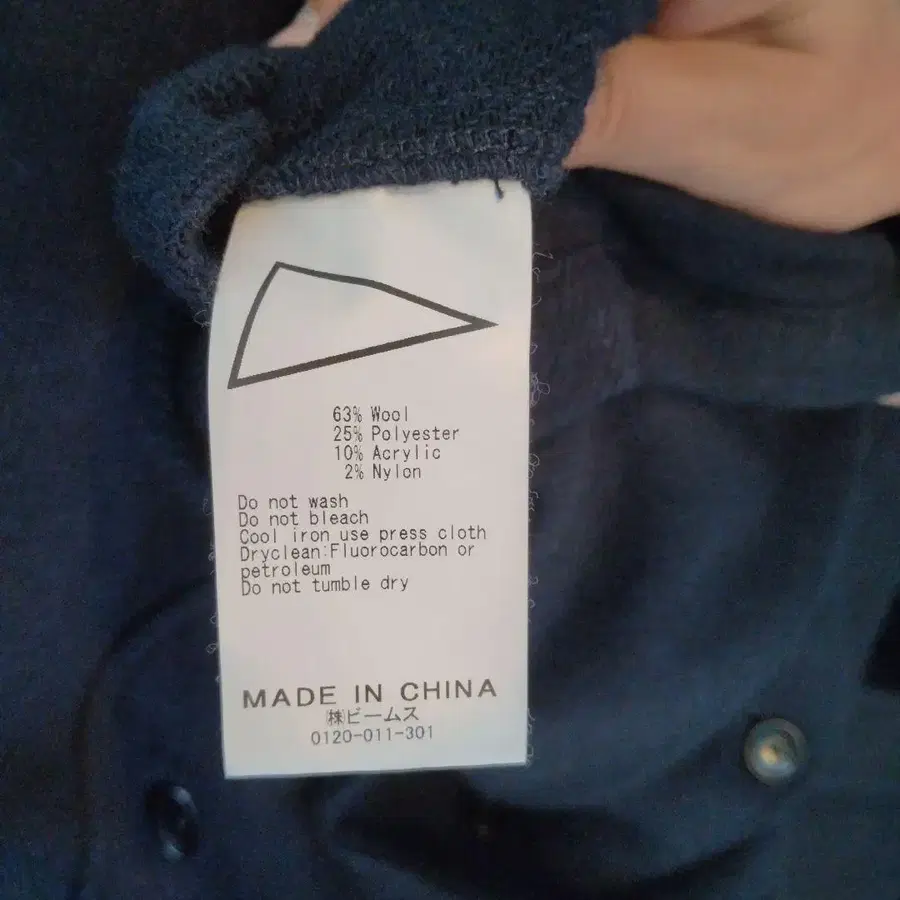 63% Wool
25% Polyester
10% Acrylic
2% Nylon
Do not wash
Do not bleach
Cool iron use press cloth
Dryclean:Fluorocarbon or
petroleum
Do not tumble dry
MADE IN CHINA
㈱ビームス
0120-011-301